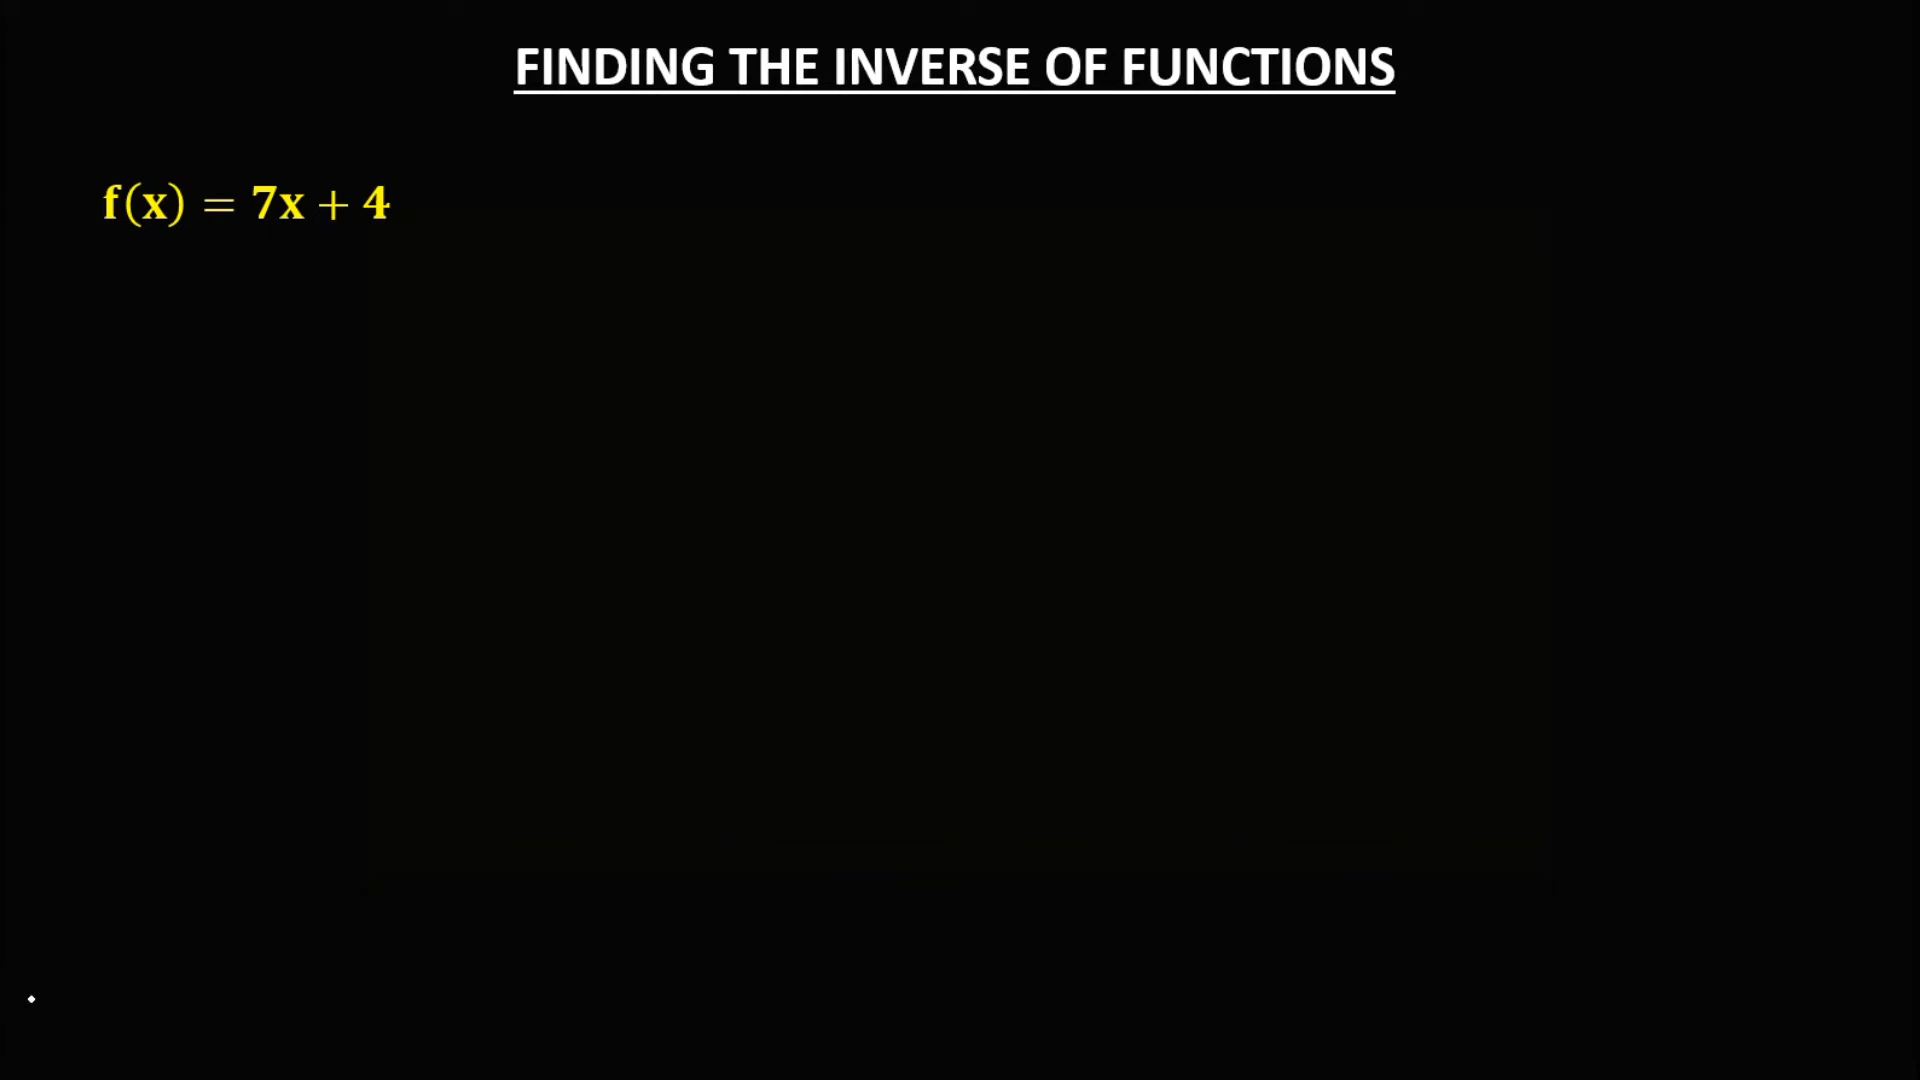 FINDING THE INVERSE OF FUNCTIONS
f(x) = 7x + 4